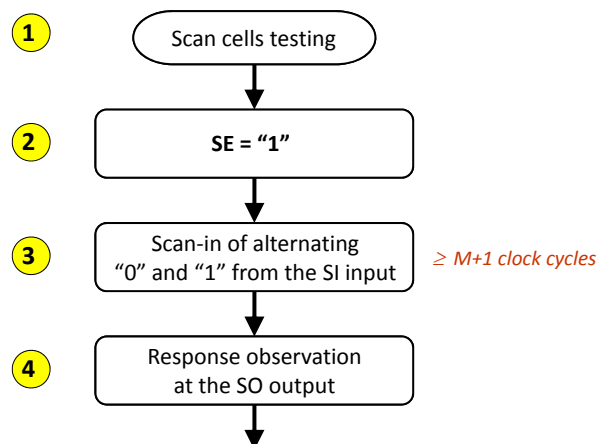 1
Scan cells testing
2
SE = “1”
3
Scan-in of alternating
“0” and “1” from the SI input
≥ M+1 clock cycles
4
Response observation
at the SO output